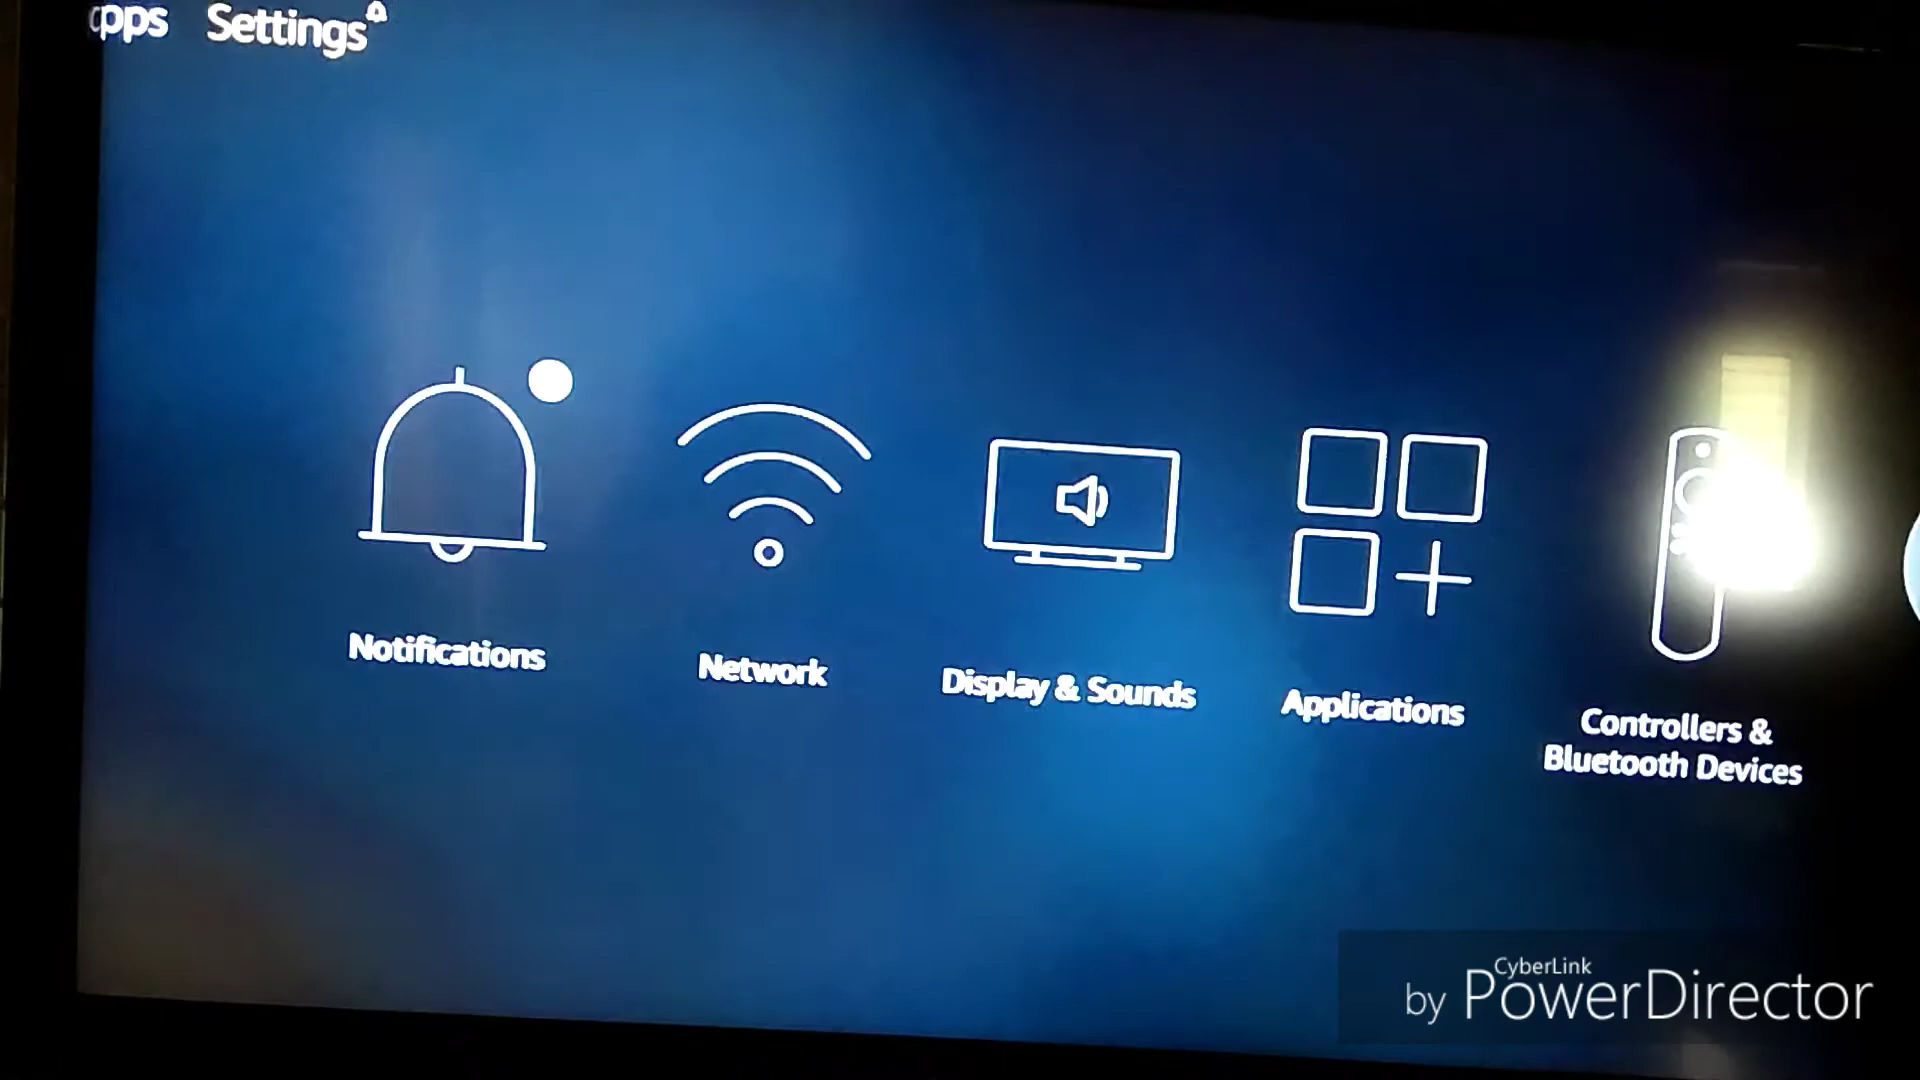 pps Settings
Notifications
Network
Display & Sounds
Applications
Controllers &
Bluetooth Devices
CyberLink
by PowerDirector